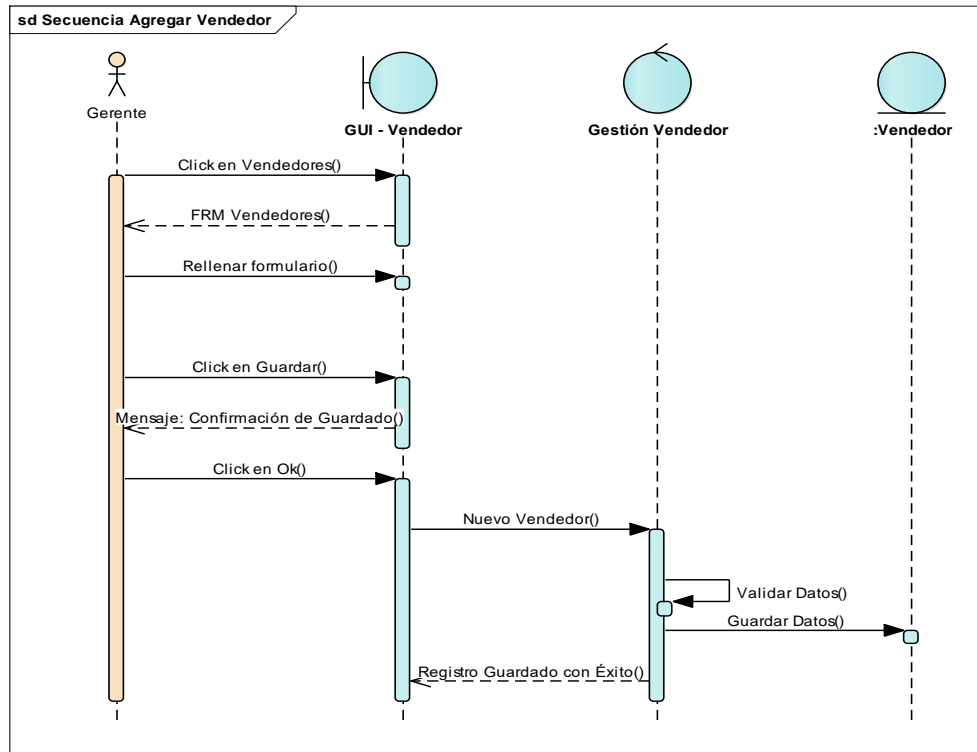 sd Secuencia Agregar Vendedor
Gerente
GUI - Vendedor
Gestión Vendedor
:Vendedor
Click en Vendedores()
FRM Vendedores()
Rellenar formulario()
Click en Guardar()
Mensaje: Confirmación de Guardado()
Click en Ok()
Nuevo Vendedor()
Validar Datos()
Guardar Datos()
Registro Guardado con Éxito()